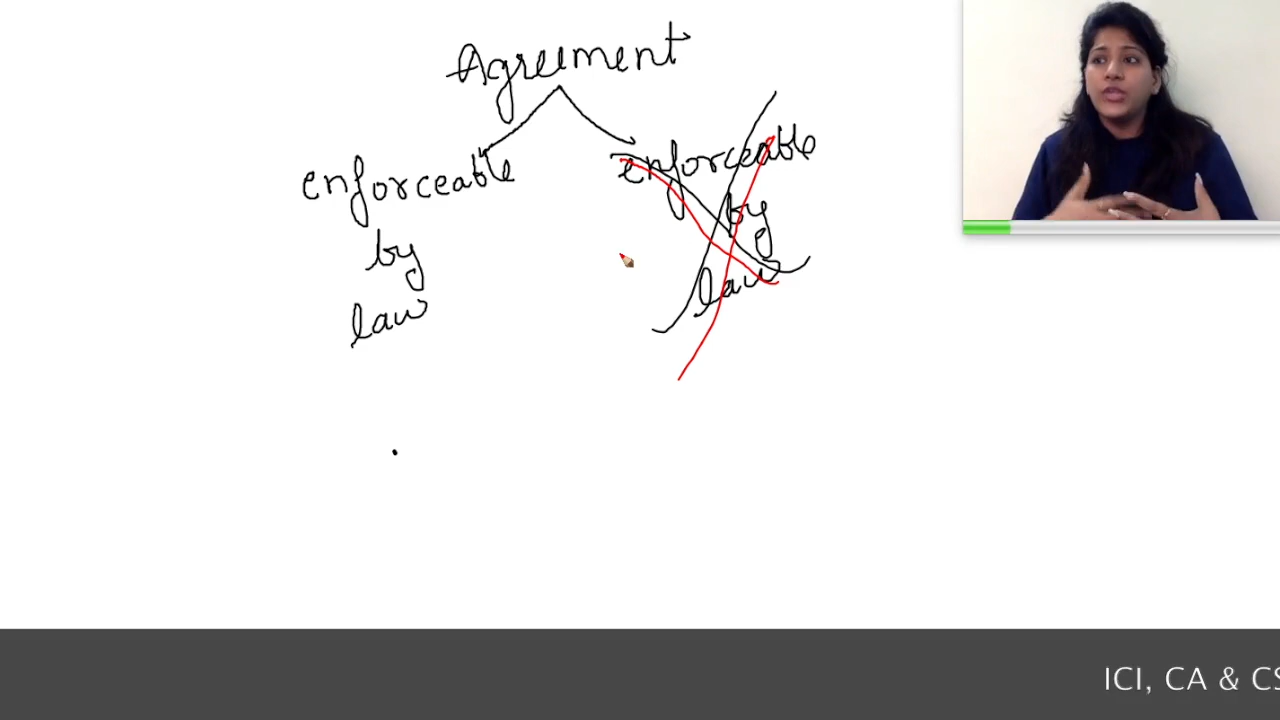 Agreement
enforceable
by
law
enforceable
by
law
ICI, CA & CS